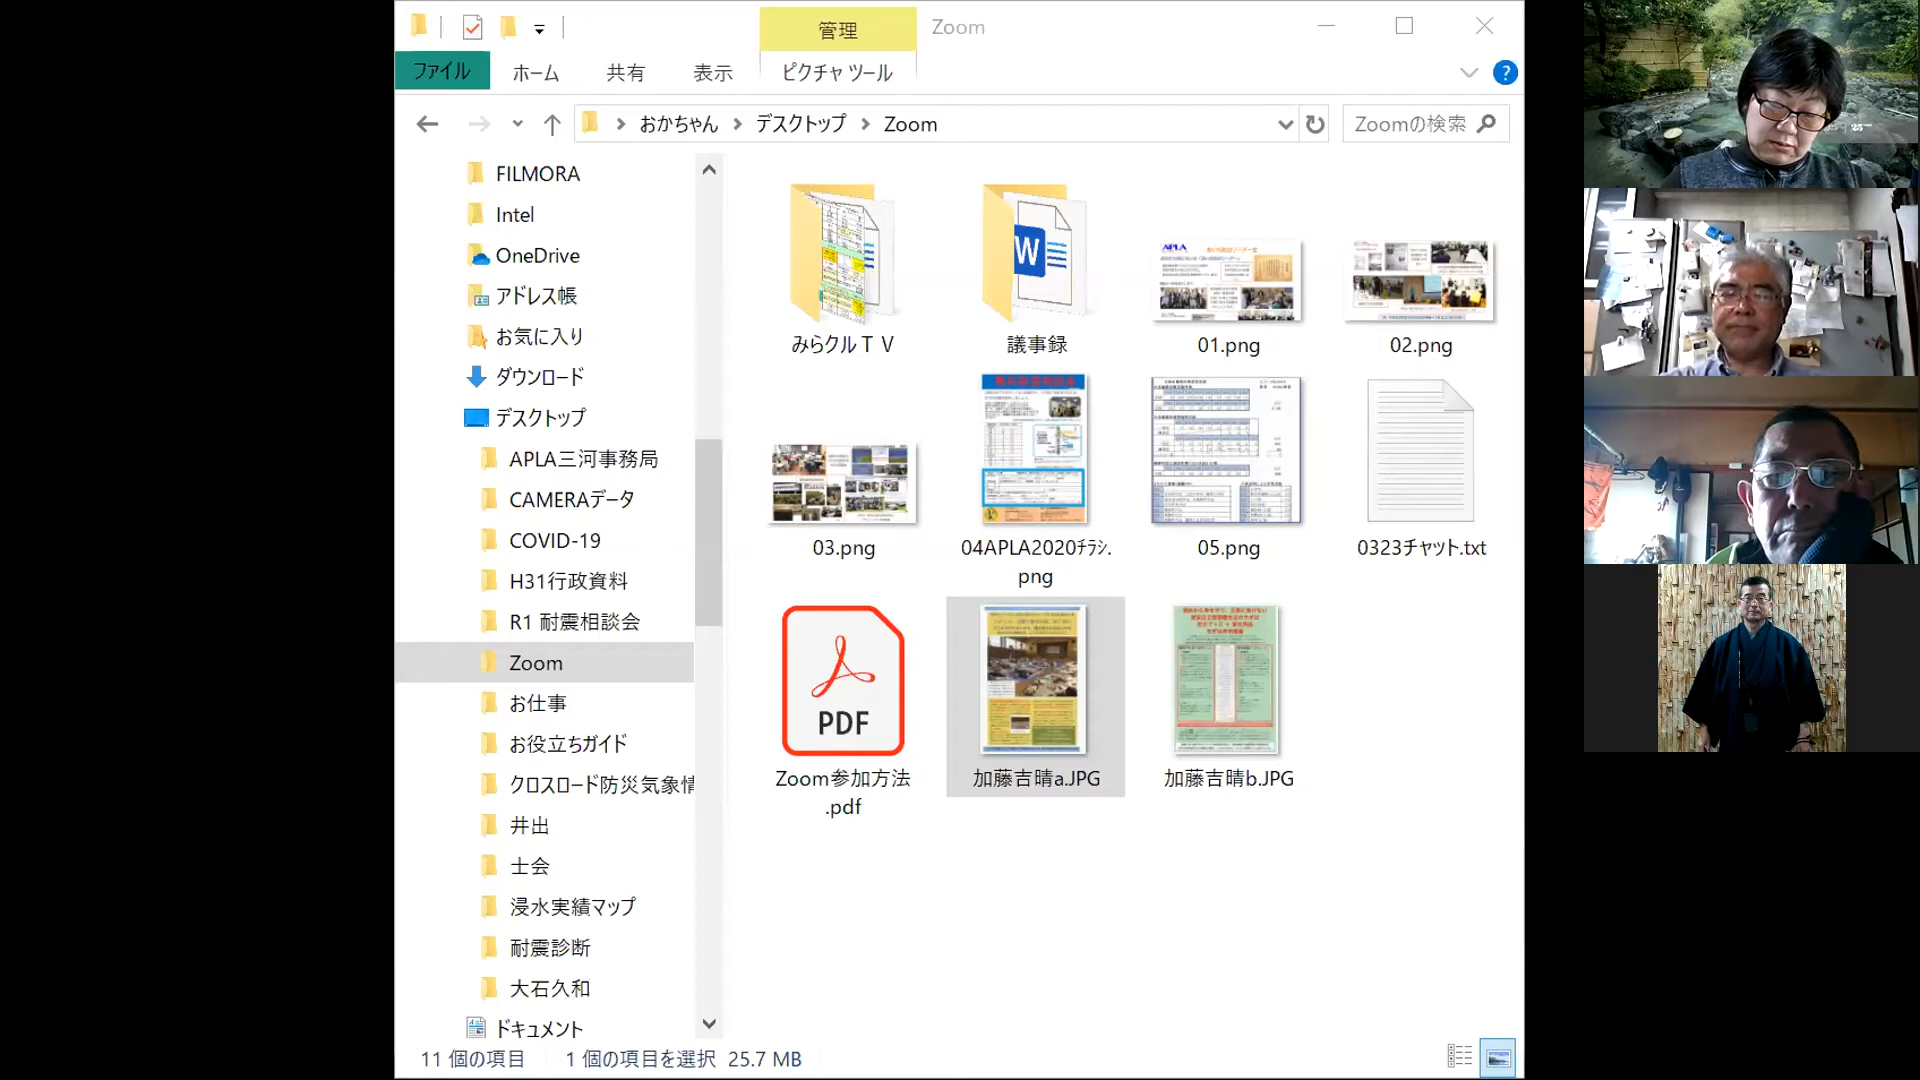 管理
Zoom
ファイル
ホーム
共有
表示
ピクチャ ツール
おかちゃん
デスクトップ
Zoom
Zoomの検索
FILMORA
Intel
OneDrive
アドレス帳
お気に入り
ダウンロード
デスクトップ
APLA三河事務局
CAMERAデータ
COVID-19
H31行政資料
R1 耐震相談会
Zoom
お仕事
お役立ちガイド
クロスロード防災気象情
井出
士会
浸水実績マップ
耐震診断
大石久和
ドキュメント
みらクルＴＶ
議事録
01.png
02.png
03.png
04APLA2020ﾁﾗｼ.
png
05.png
0323チャット.txt
PDF
Zoom参加方法
.pdf
加藤吉晴a.JPG
加藤吉晴b.JPG
APLA
W
11 個の項目
1 個の項目を選択 25.7 MB